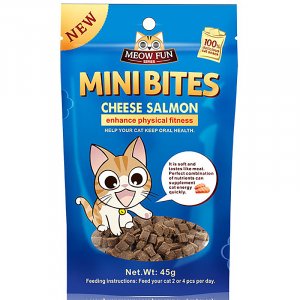 NEW
MEOW FUN
SERIES
100%
MINI BITES
CHEESE SALMON
enhance physical fitness
HELP YOUR CAT KEEP ORAL HEALTH.
It is soft and
tastes like meal.
Perfect combination
of nutrients can
supplement
cat energy
quickly.
Net.Wt: 45g
Feeding instructions: Feed your cat 2 or 4 pcs per day.